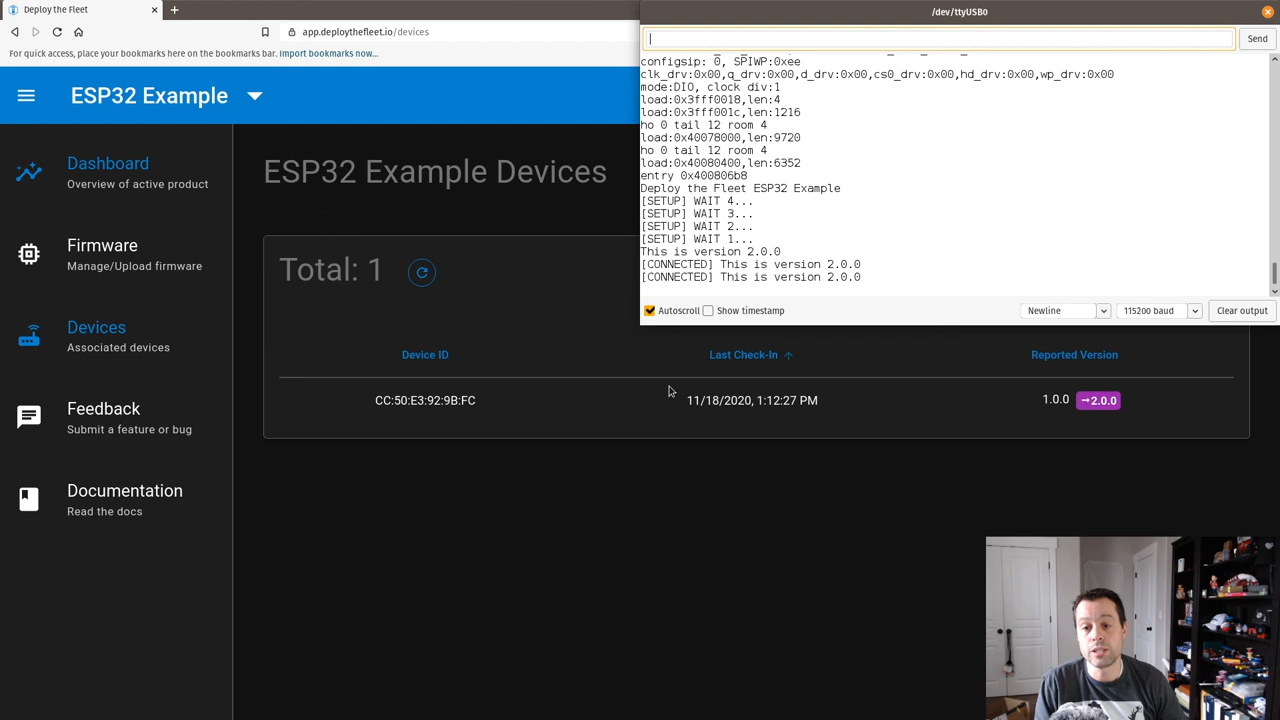 Deploy the Fleet
app.deploythefleet.io/devices
For quick access, place your bookmarks here on the bookmarks bar. Import bookmarks now...
ESP32 Example
Dashboard
Overview of active product
Firmware
Manage/Upload firmware
Devices
Associated devices
Feedback
Submit a feature or bug
Documentation
Read the docs
ESP32 Example Devices
Total: 1
Device ID Last Check-In Reported Version
CC:50:E3:92:9B:FC 11/18/2020, 1:12:27 PM 1.0.0 →2.0.0
/dev/ttyUSB0
Send
configsip: 0, SPIWP:0xee
clk_drv:0x00,q_drv:0x00,d_drv:0x00,cs0_drv:0x00,hd_drv:0x00,wp_drv:0x00
mode:DIO, clock div:1
load:0x3fff0018,len:4
load:0x3fff001c,len:1216
ho 0 tail 12 room 4
load:0x40078000,len:9720
ho 0 tail 12 room 4
load:0x40080400,len:6352
entry 0x400806b8
Deploy the Fleet ESP32 Example
[SETUP] WAIT 4...
[SETUP] WAIT 3...
[SETUP] WAIT 2...
[SETUP] WAIT 1...
This is version 2.0.0
[CONNECTED] This is version 2.0.0
[CONNECTED] This is version 2.0.0
Autoscroll Show timestamp Newline 115200 baud Clear output